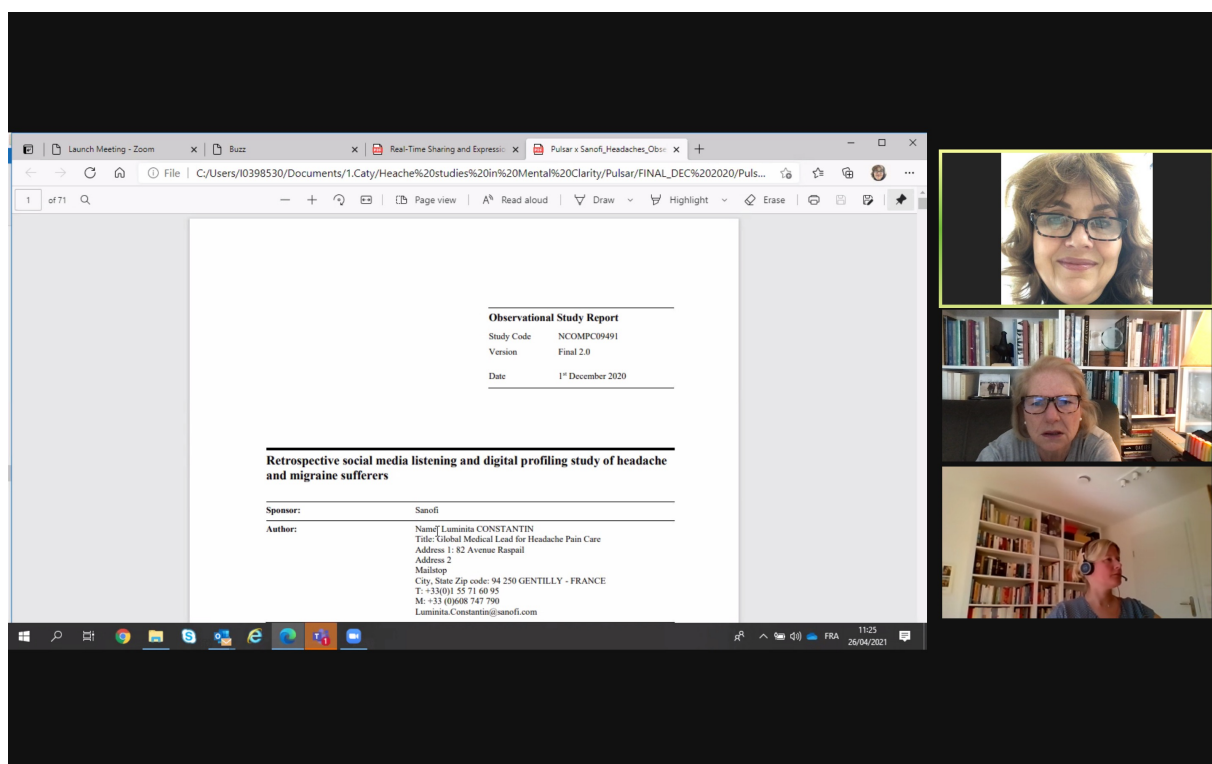 Launch Meeting - Zoom
Buzz
Real-Time Sharing and Expressio
Pulsar x Sanofi_Headaches_Obse
File
C:/Users/I0398530/Documents/1.Caty/Heache%20studies%20in%20Mental%20Clarity/Pulsar/FINAL_DEC%202020/Puls...
1 of 71
Page view
Read aloud
Draw
Highlight
Erase
Observational Study Report
Study Code NCOMPC09491
Version Final 2.0
Date 1st December 2020
Retrospective social media listening and digital profiling study of headache
and migraine sufferers
Sponsor: Sanofi
Author: Name: Luminita CONSTANTIN
Title: Global Medical Lead for Headache Pain Care
Address 1: 82 Avenue Raspail
Address 2
Mailstop
City, State Zip code: 94 250 GENTILLY - FRANCE
T: +33(0)1 55 71 60 95
M: +33 (0)608 747 790
Luminita.Constantin@sanofi.com
FRA
11:25
26/04/2021